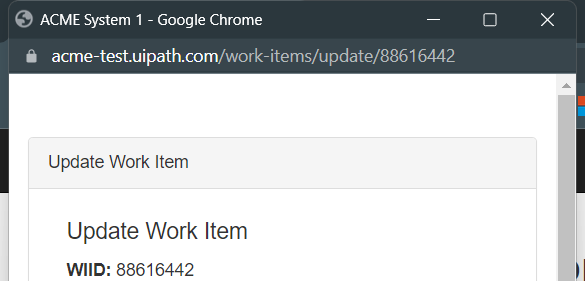 ACME System 1 - Google Chrome
acme-test.uipath.com/work-items/update/88616442
Update Work Item
Update Work Item
WIID: 88616442